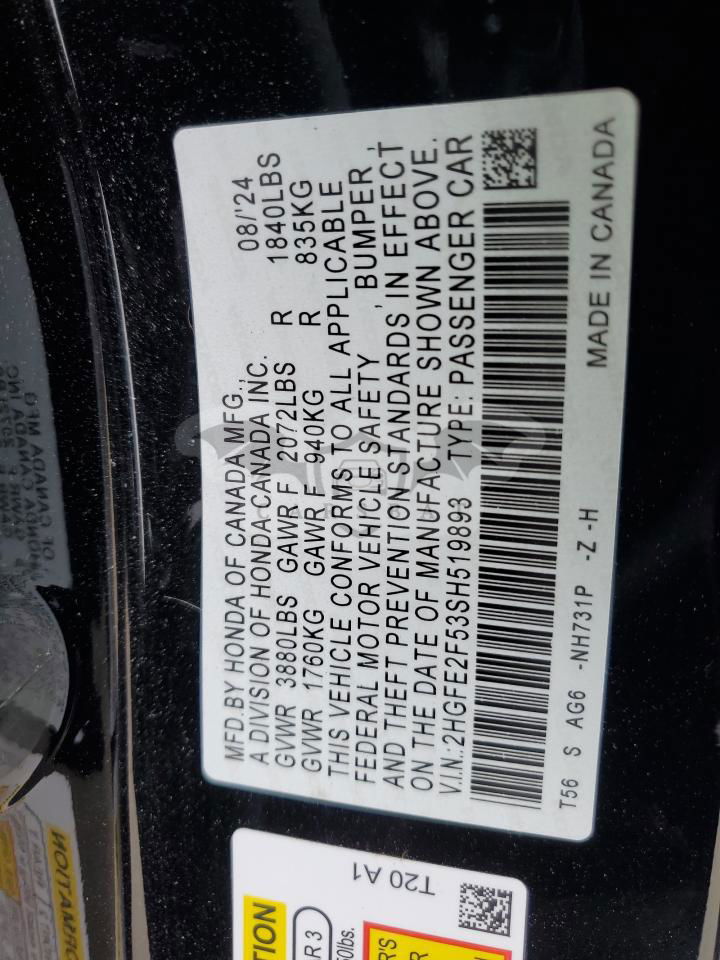 MFD.BY HONDA OF CANADA MFG., 08/'24
A DIVISION OF HONDA CANADA INC.
GVWR 3880LBS GAWR F 2072LBS R 1840LBS
GVWR 1760KG GAWR F 940KG R 835KG
THIS VEHICLE CONFORMS TO ALL APPLICABLE
FEDERAL MOTOR VEHICLE SAFETY , BUMPER ,
AND THEFT PREVENTION STANDARDS IN EFFECT
ON THE DATE OF MANUFACTURE SHOWN ABOVE.
V.I.N.:2HGFE2F53SH519893 TYPE: PASSENGER CAR
T56 S AG6 -NH731P -Z -H MADE IN CANADA
T20 A1